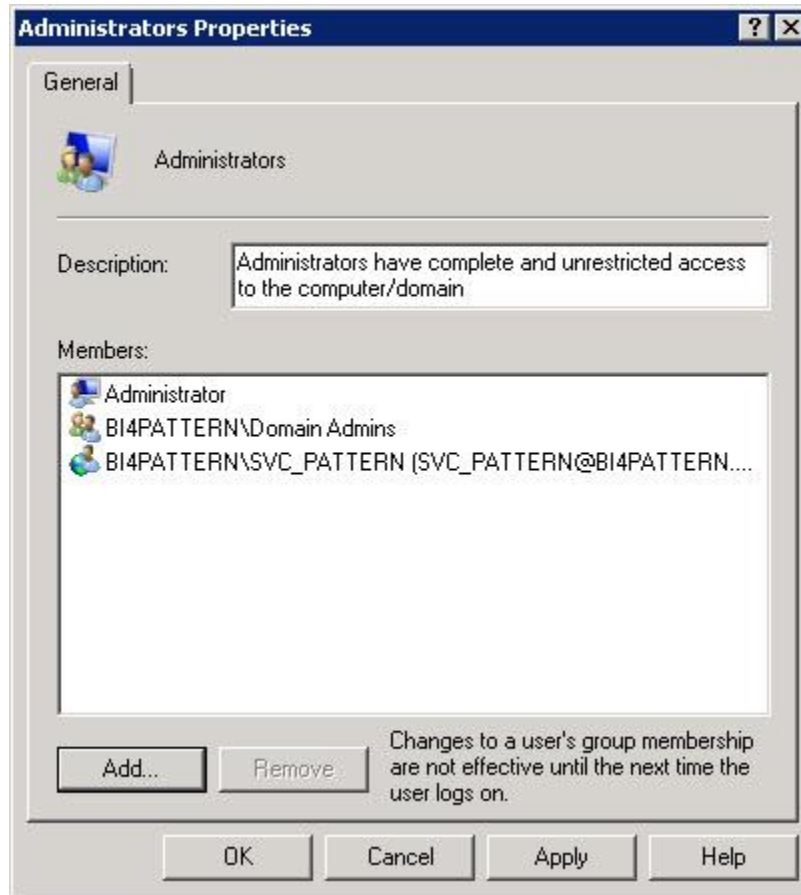 Administrators Properties
General
Administrators
Description:
Administrators have complete and unrestricted access
to the computer/domain
Members:
Administrator
BI4PATTERN\Domain Admins
BI4PATTERN\SVC_PATTERN (SVC_PATTERN@BI4PATTERN....
Add...
Remove
Changes to a user's group membership
are not effective until the next time the
user logs on.
OK
Cancel
Apply
Help